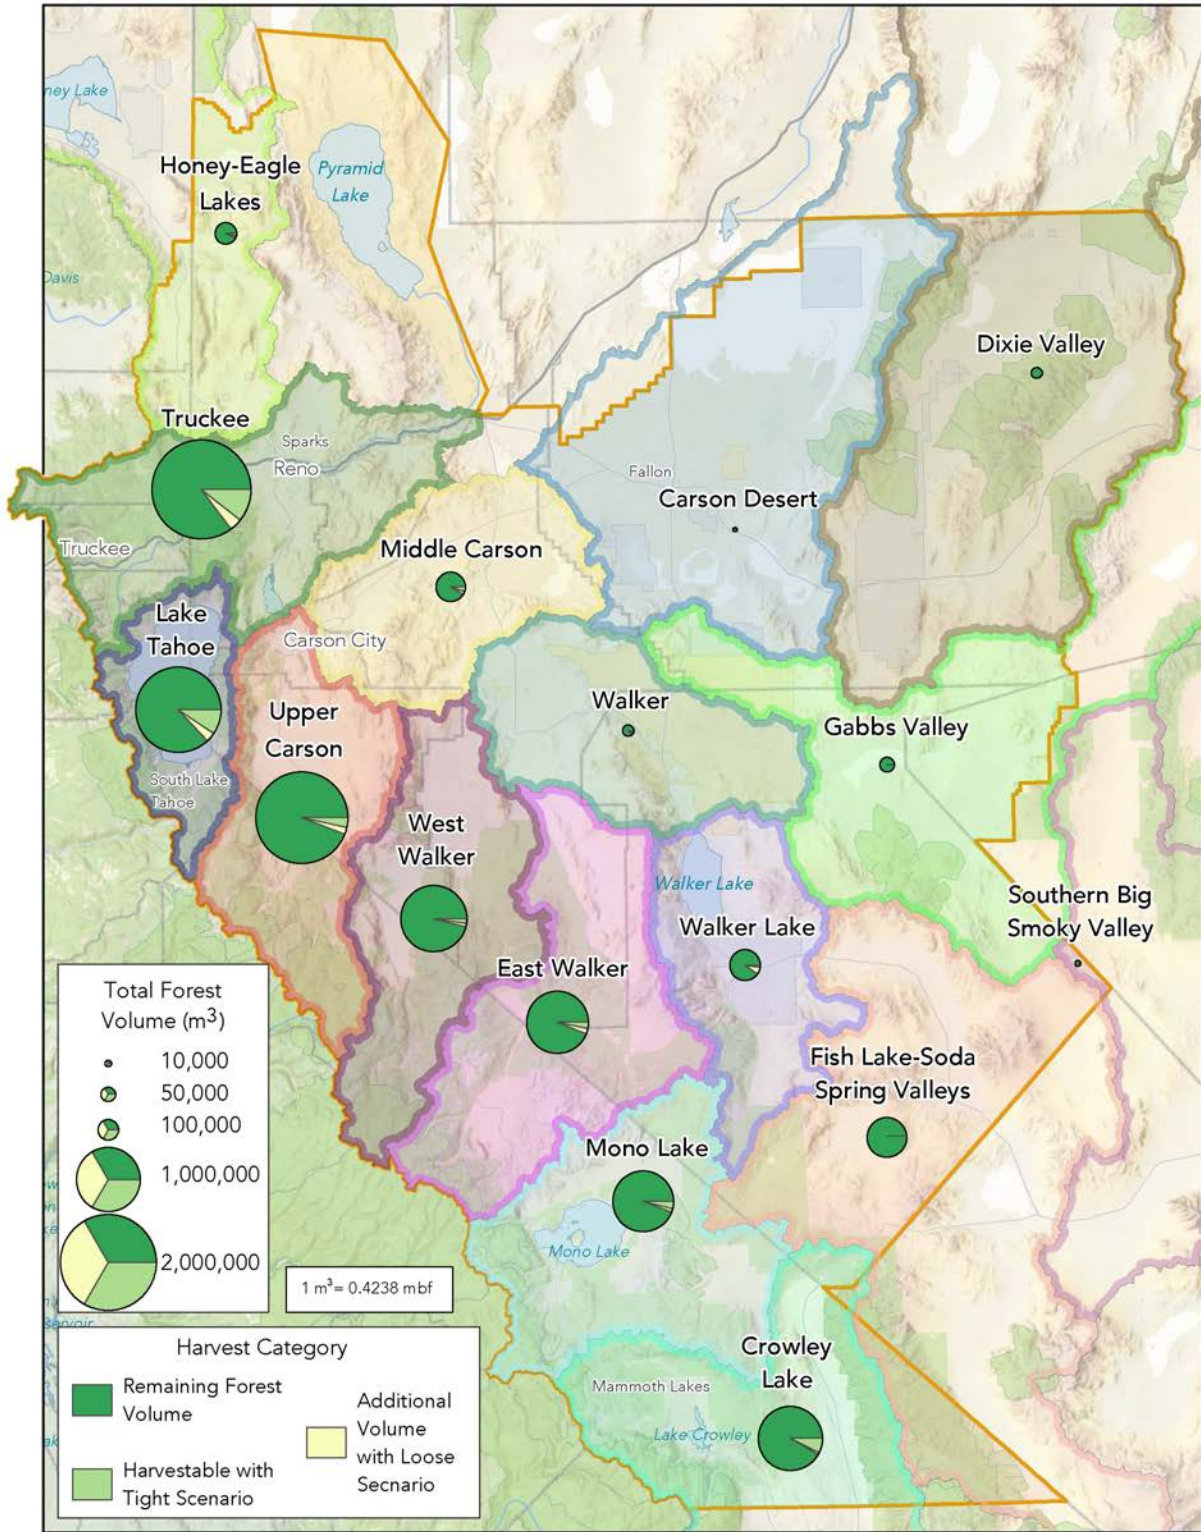 ney Lake
Honey-Eagle
Lakes
Pyramid
Lake
Davis
Dixie Valley
Truckee
Sparks
Reno
Fallon
Carson Desert
Truckee
Middle Carson
Lake
Tahoe
Carson City
Upper
Carson
Walker
Gabbs Valley
South Lake
Tahoe
West
Walker
Walker Lake
Southern Big
Smoky Valley
Walker Lake
East Walker
Fish Lake-Soda
Spring Valleys
Mono Lake
Mono Lake
Crowley
Lake
Mammoth Lakes
Lake Crowley
Total Forest
Volume (m³)
10,000
50,000
100,000
1,000,000
2,000,000
1 m³= 0.4238 mbf
servoir
Harvest Category
Remaining Forest
Volume
Harvestable with
Tight Scenario
Additional
Volume
with Loose
Secnario